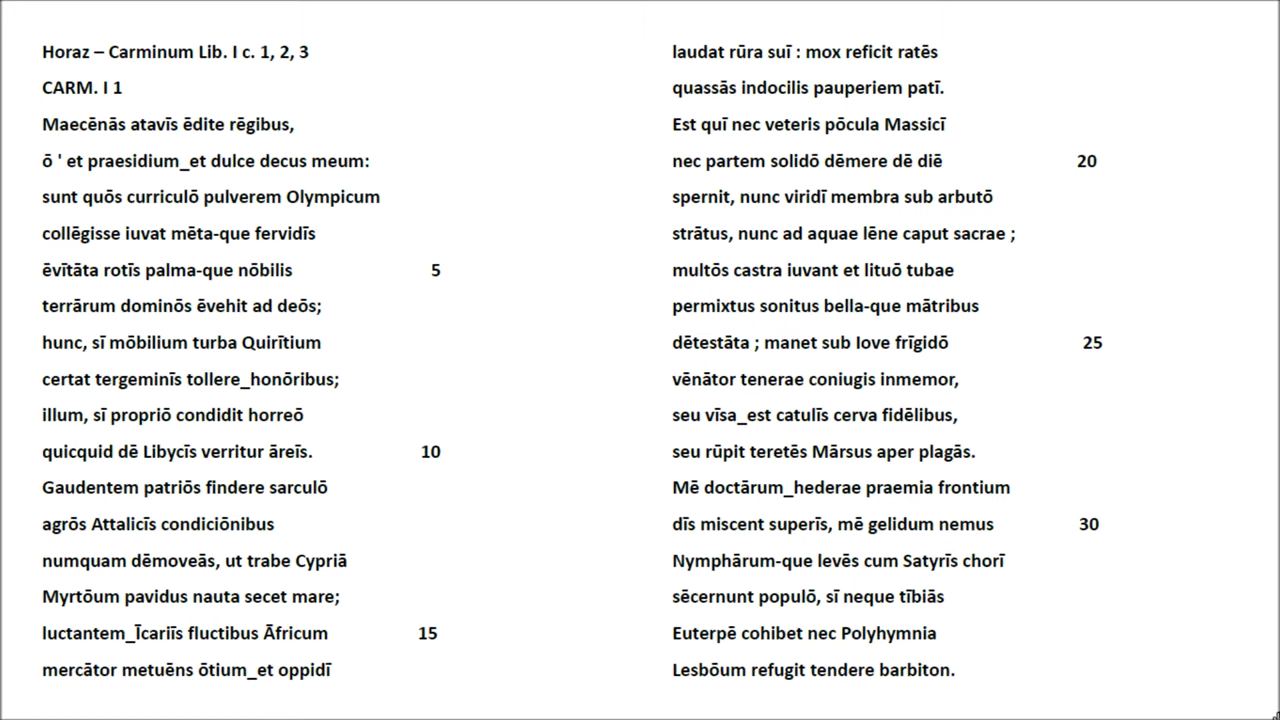 Horaz – Carminum Lib. I c. 1, 2, 3
CARM. I 1
Maecēnās atavīs ēdite rēgibus,
ō ' et praesidium_et dulce decus meum:
sunt quōs curriculō pulverem Olympicum
collēgisse iuvat mēta-que fervidīs
ēvītāta rotīs palma-que nōbilis 5
terrārum dominōs ēvehit ad deōs;
hunc, sī mōbilium turba Quirītium
certat tergeminīs tollere_honōribus;
illum, sī propriō condidit horreō
quicquid dē Libycīs verritur āreīs. 10
Gaudentem patriōs findere sarculō
agrōs Attalicīs condiciōnibus
numquam dēmoveās, ut trabe Cypriā
Myrtōum pavidus nauta secet mare;
luctantem_Īcariīs fluctibus Āfricum 15
mercātor metuēns ōtium_et oppidī
laudat rūra suī : mox reficit ratēs
quassās indocilis pauperiem patī.
Est quī nec veteris pōcula Massicī
nec partem solidō dēmere dē diē 20
spernit, nunc viridī membra sub arbutō
strātus, nunc ad aquae lēne caput sacrae ;
multōs castra iuvant et lituō tubae
permixtus sonitus bella-que mātribus
dētestāta ; manet sub Iove frīgidō 25
vēnātor tenerae coniugis inmemor,
seu vīsa_est catulīs cerva fidēlibus,
seu rūpit teretēs Mārsus aper plagās.
Mē doctārum_hederae praemia frontium
dīs miscent superīs, mē gelidum nemus 30
Nymphārum-que levēs cum Satyrīs chorī
sēcernunt populō, sī neque tībiās
Euterpē cohibet nec Polyhymnia
Lesbōum refugit tendere barbiton.